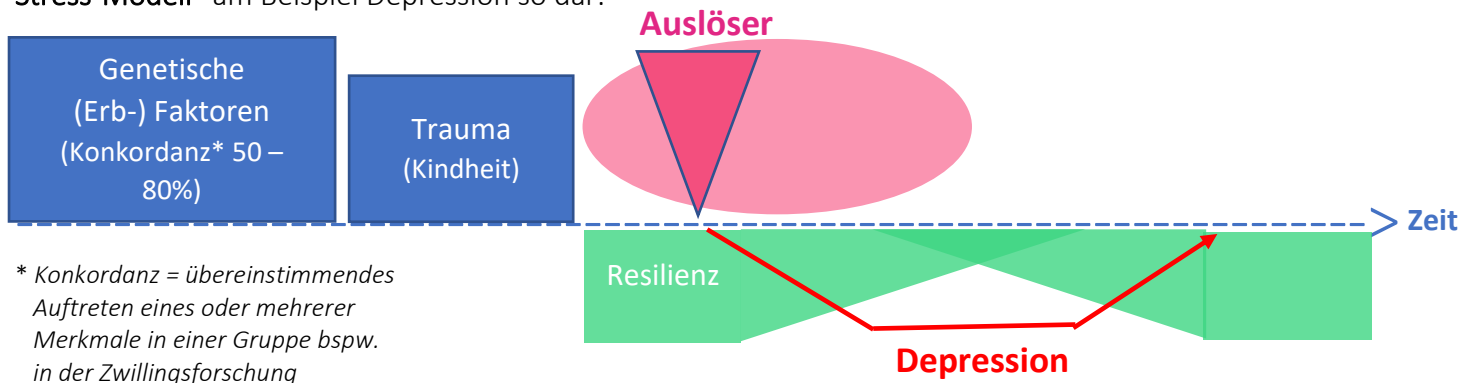 Stress-Modell" am Beispiel Depression so dar:
Auslöser
Genetische
(Erb-) Faktoren
(Konkordanz* 50 –
80%)
Trauma
(Kindheit)
Zeit
Resilienz
* Konkordanz = übereinstimmendes
Auftreten eines oder mehrerer
Merkmale in einer Gruppe bspw.
in der Zwillingsforschung
Depression